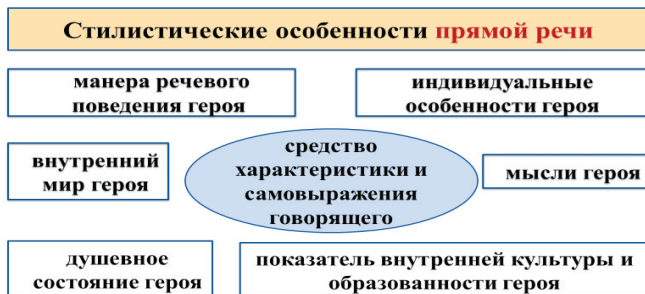 Стилистические особенности прямой речи
манера речевого
поведения героя
индивидуальные
особенности героя
внутренний
мир героя
средство
характеристики и
самовыражения
говорящего
мысли героя
душевное
состояние героя
показатель внутренней культуры и
образованности героя